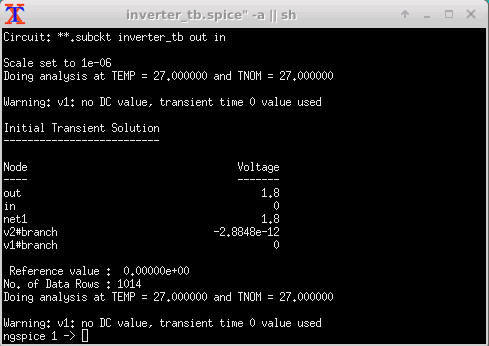 inverter_tb.spice" -a || sh
Circuit: **.subckt inverter_tb out in
Scale set to 1e-06
Doing analysis at TEMP = 27.000000 and TNOM = 27.000000
Warning: v1: no DC value, transient time 0 value used
Initial Transient Solution
--------------------------
Node Voltage
---- -------
out 1.8
in 0
net1 1.8
v2#branch -2.8848e-12
v1#branch 0
Reference value : 0.00000e+00
No. of Data Rows : 1014
Doing analysis at TEMP = 27.000000 and TNOM = 27.000000
Warning: v1: no DC value, transient time 0 value used
ngspice 1 ->